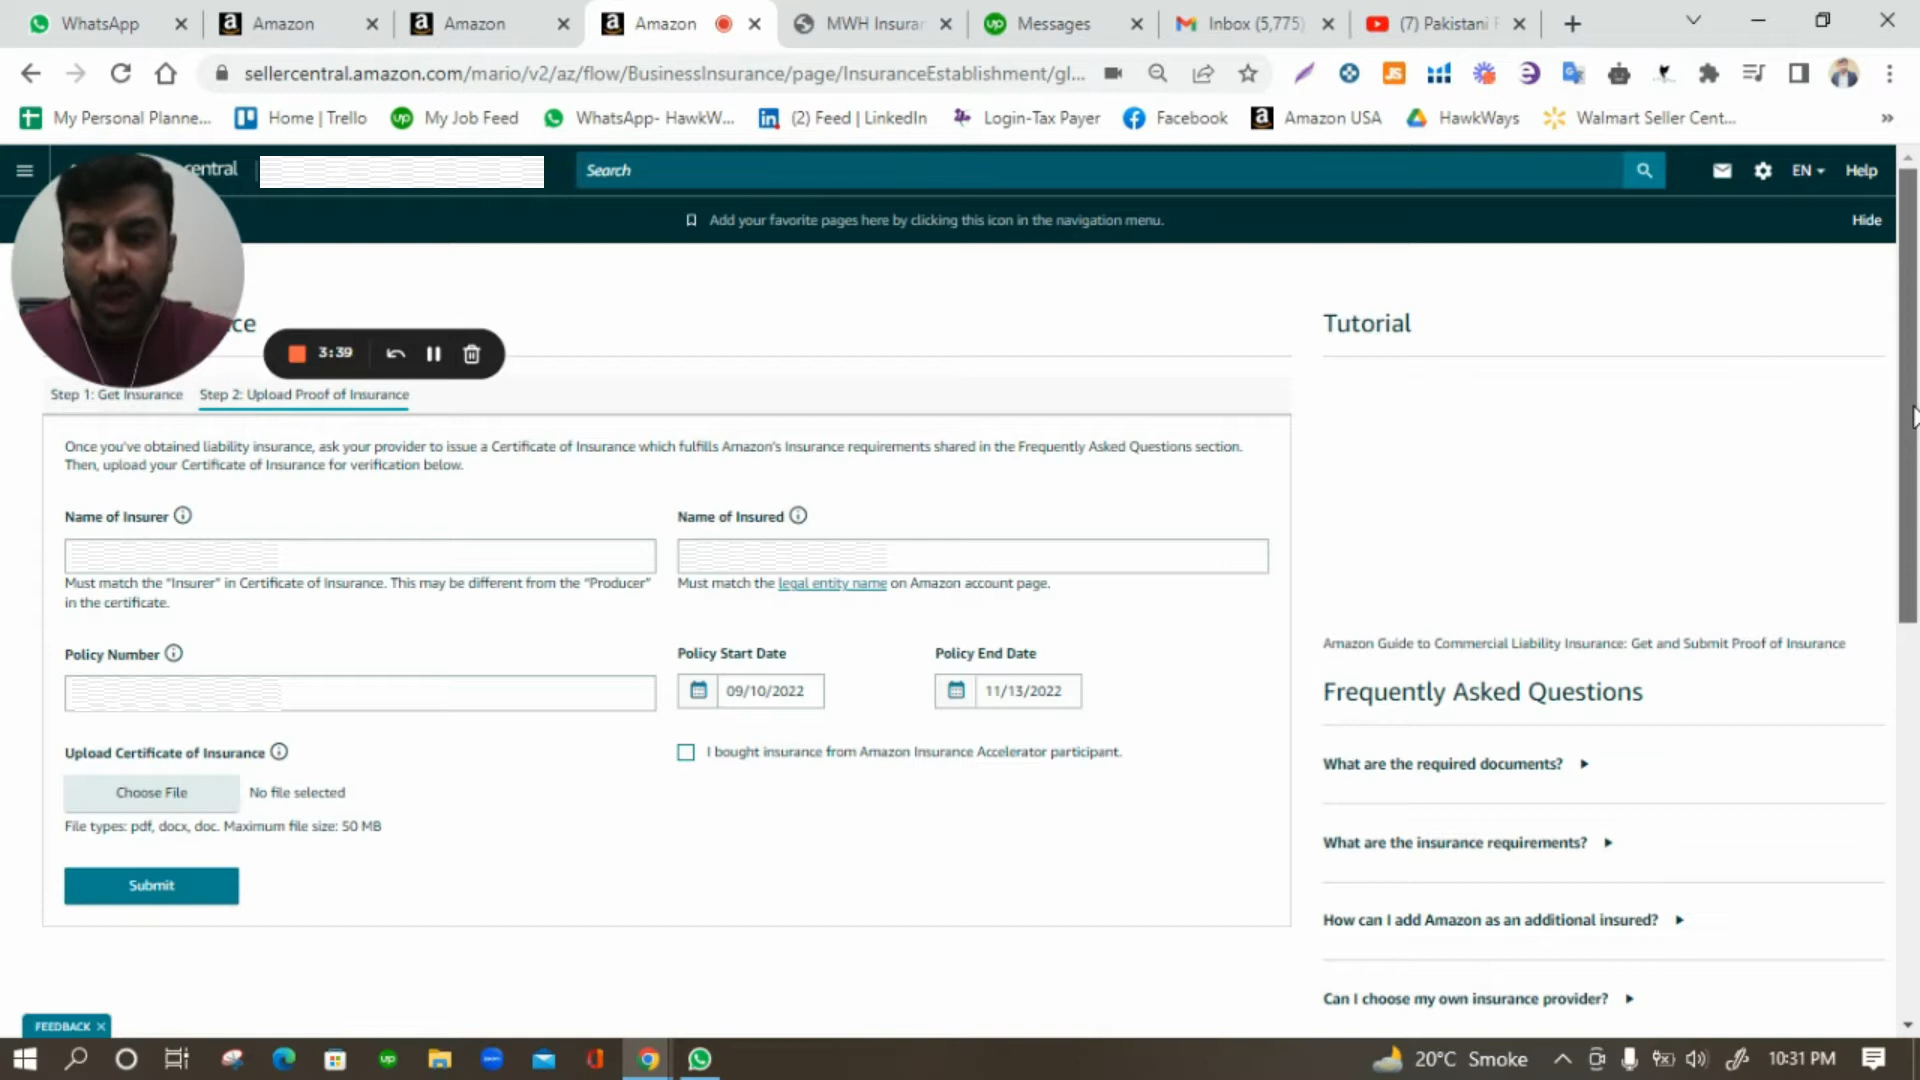 WhatsApp
Amazon
Amazon
Amazon
MWH Insuran
Messages
Inbox (5,775)
(7) Pakistani
sellercentral.amazon.com/mario/v2/az/flow/BusinessInsurance/page/InsuranceEstablishment/gl...
My Personal Planne...
Home | Trello
My Job Feed
WhatsApp- HawkW...
(2) Feed | LinkedIn
Login-Tax Payer
Facebook
Amazon USA
HawkWays
Walmart Seller Cent...
central
Search
EN
Help
Add your favorite pages here by clicking this icon in the navigation menu.
Hide
ce
3:39
Step 1: Get Insurance
Step 2: Upload Proof of Insurance
Once you've obtained liability insurance, ask your provider to issue a Certificate of Insurance which fulfills Amazon's Insurance requirements shared in the Frequently Asked Questions section.
Then, upload your Certificate of Insurance for verification below.
Name of Insurer
Must match the "Insurer" in Certificate of Insurance. This may be different from the "Producer"
in the certificate.
Name of Insured
Must match the legal entity name on Amazon account page.
Policy Number
Policy Start Date
09/10/2022
Policy End Date
11/13/2022
Upload Certificate of Insurance
I bought insurance from Amazon Insurance Accelerator participant.
Choose File
No file selected
File types: pdf, docx, doc. Maximum file size: 50 MB
Submit
Tutorial
Amazon Guide to Commercial Liability Insurance: Get and Submit Proof of Insurance
Frequently Asked Questions
What are the required documents?
What are the insurance requirements?
How can I add Amazon as an additional insured?
Can I choose my own insurance provider?
FEEDBACK
20°C Smoke
10:31 PM